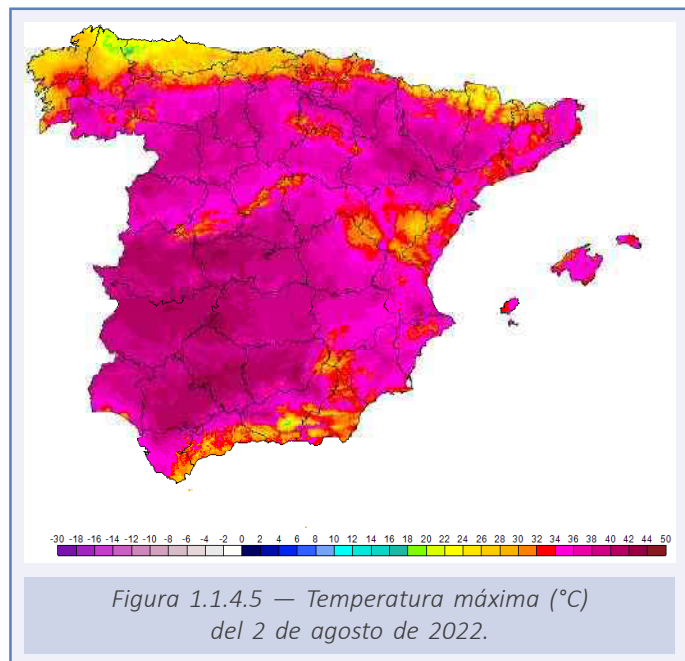 -30 -18 -16 -14 -12 -10 -8 -6 -4 -2 0 2 4 6 8 10 12 14 16 18 20 22 24 26 28 30 32 34 36 38 40 42 44 50
Figura 1.1.4.5 — Temperatura máxima (°C)
del 2 de agosto de 2022.